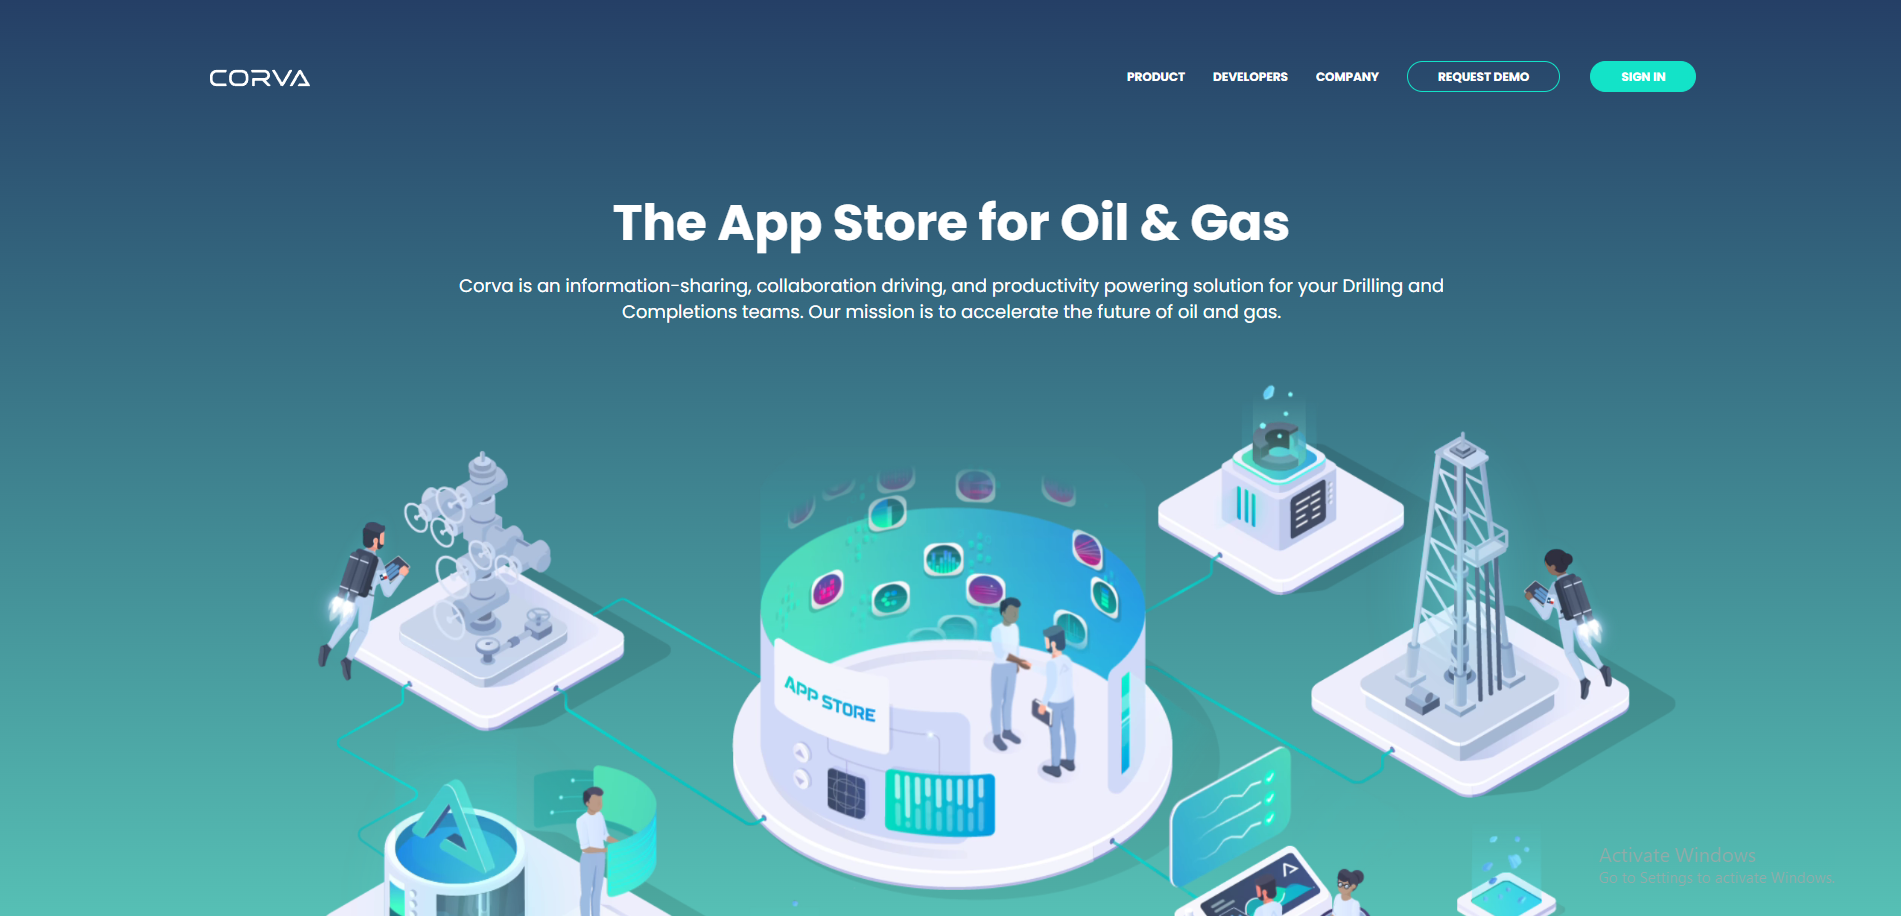 CORVA
PRODUCT DEVELOPERS COMPANY REQUEST DEMO SIGN IN
The App Store for Oil & Gas
Corva is an information-sharing, collaboration driving, and productivity powering solution for your Drilling and
Completions teams. Our mission is to accelerate the future of oil and gas.
APP STORE
Activate Windows
Go to Settings to activate Windows.